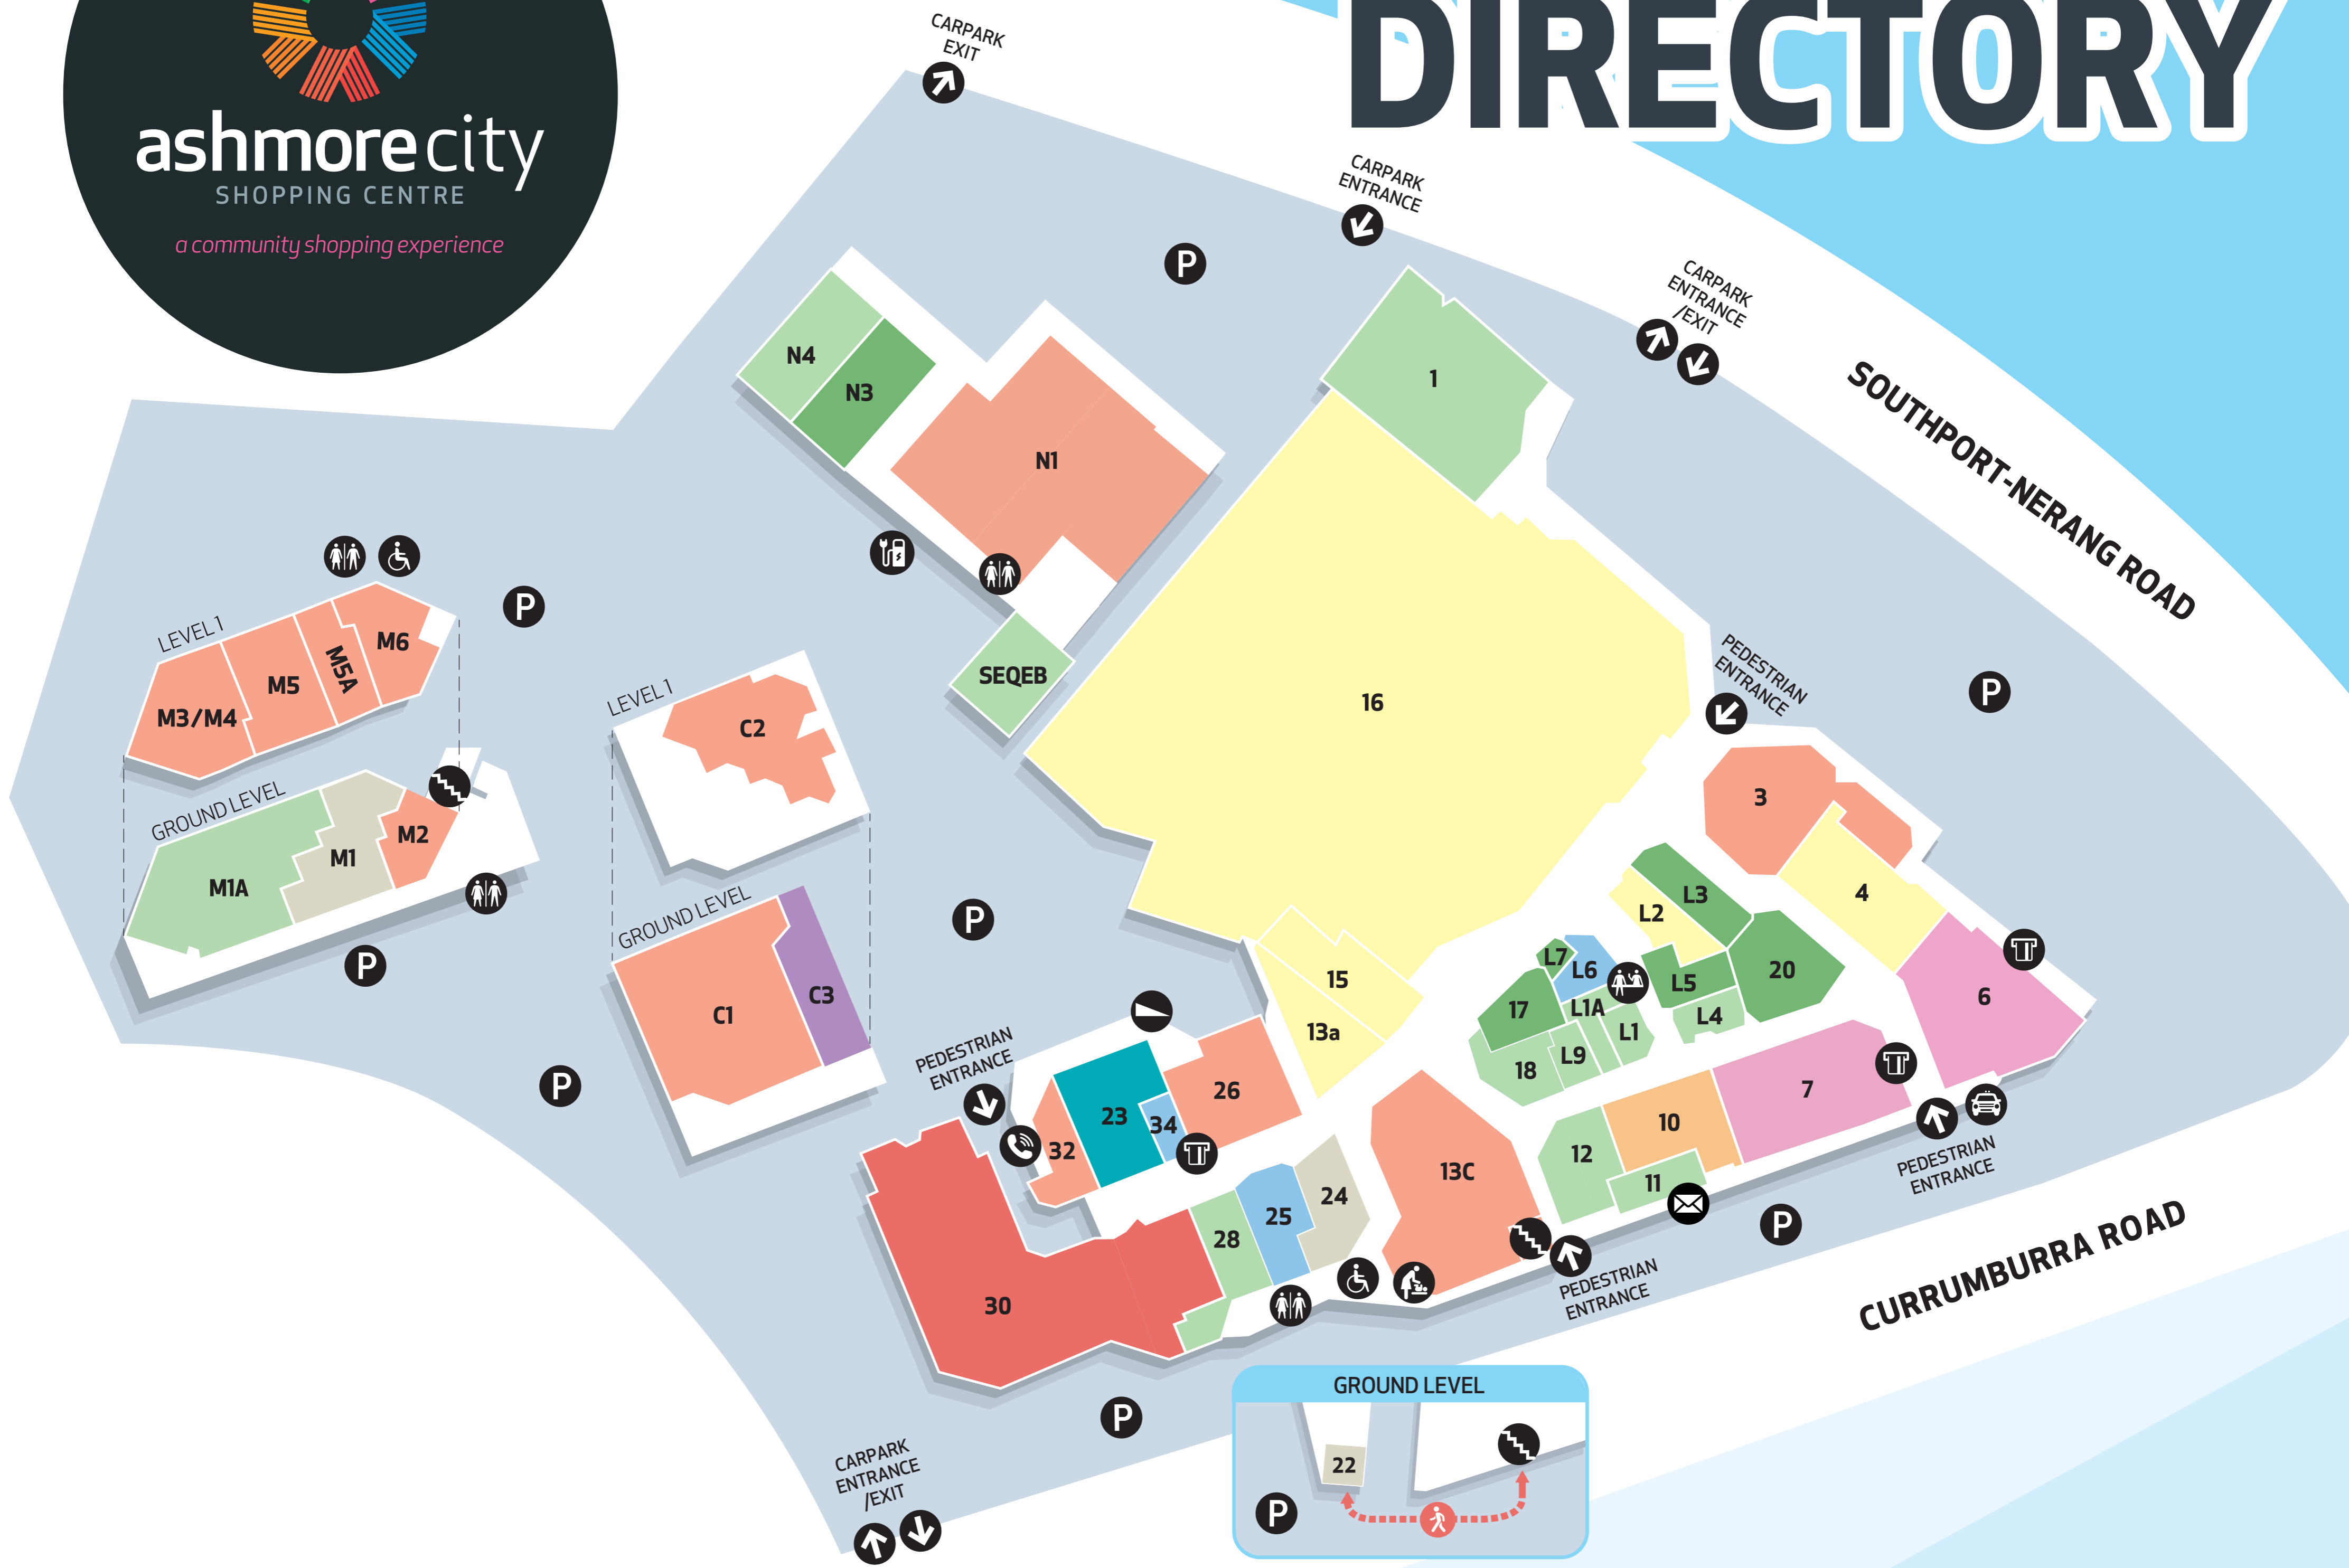 DIRECTORY
ashmorecity
SHOPPING CENTRE
a community shopping experience
CARPARK
EXIT
CARPARK
ENTRANCE
CARPARK
ENTRANCE
/EXIT
SOUTHPORT-NERANG ROAD
P
N4
N3
N1
1
SEQEB
16
PEDESTRIAN
ENTRANCE
P
P
LEVEL 1
M3/M4
M5
M5A
M6
GROUND LEVEL
M1A
M1
M2
P
LEVEL 1
C2
GROUND LEVEL
C1
C3
P
P
3
4
6
L3
L2
L7
L6
L5
20
L4
17
L1A
L1
18
L9
15
13a
PEDESTRIAN
ENTRANCE
32
23
34
26
7
10
12
11
13C
24
25
28
30
PEDESTRIAN
ENTRANCE
PEDESTRIAN
ENTRANCE
P
CURRUMBURRA ROAD
P
CARPARK
ENTRANCE
/EXIT
GROUND LEVEL
22
P